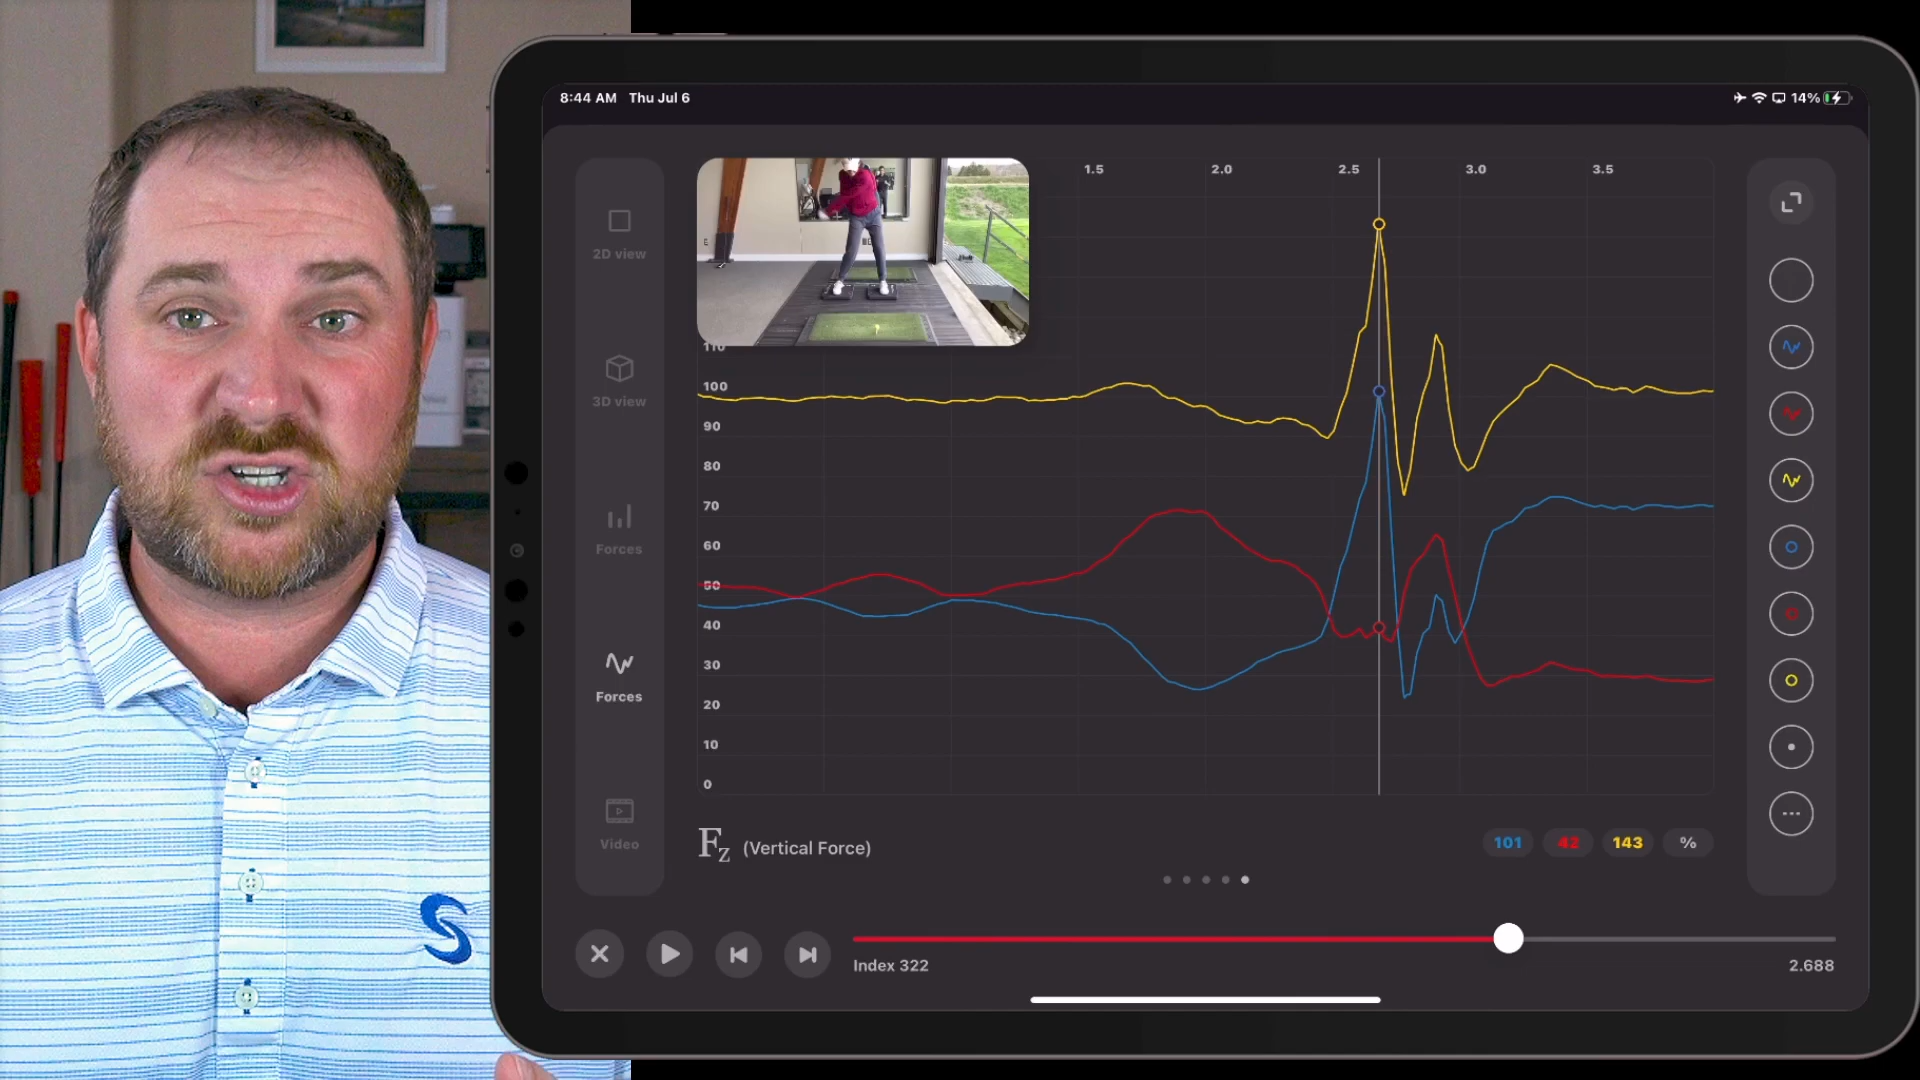 8:44 AM Thu Jul 6
14%
2D view
3D view
Forces
Forces
Video
1.5 2.0 2.5 3.0 3.5
110
100
90
80
70
60
50
40
30
20
10
0
Fz (Vertical Force)
101 42 143 %
Index 322
2.688
S